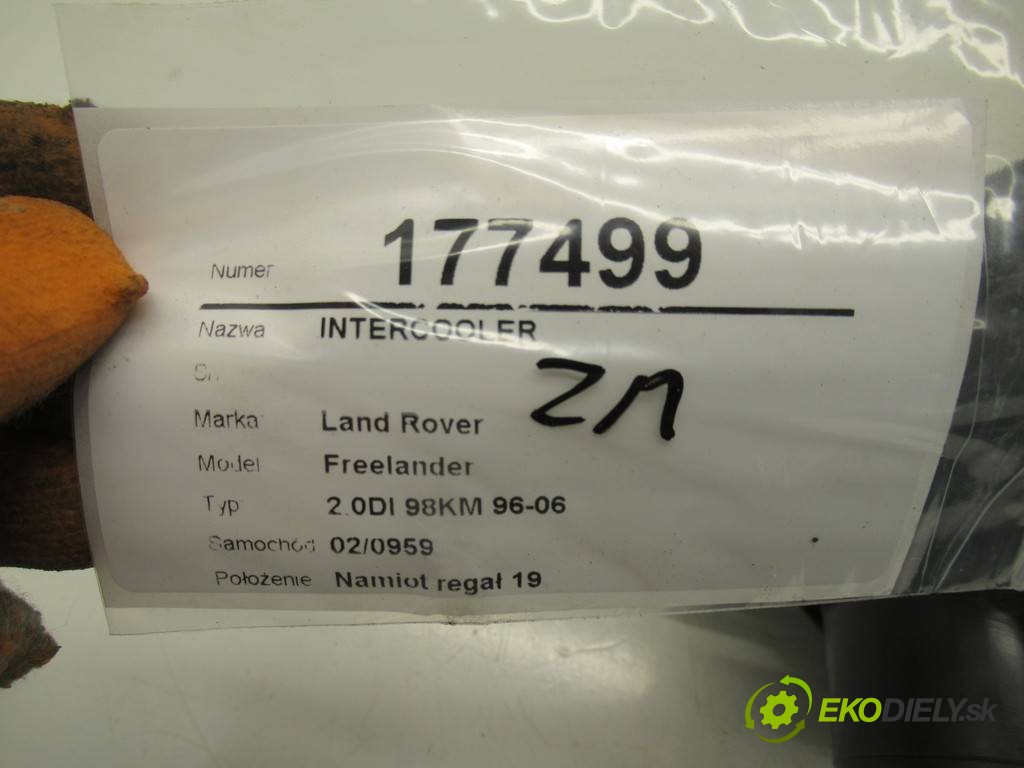 Numer 177499
Nazwa INTERCOOLER
Marka Land Rover
Model Freelander
Typ 2.0DI 98KM 96-06
Samochód 02/0959
Położenie Namiot regał 19
EKODIELY.sk